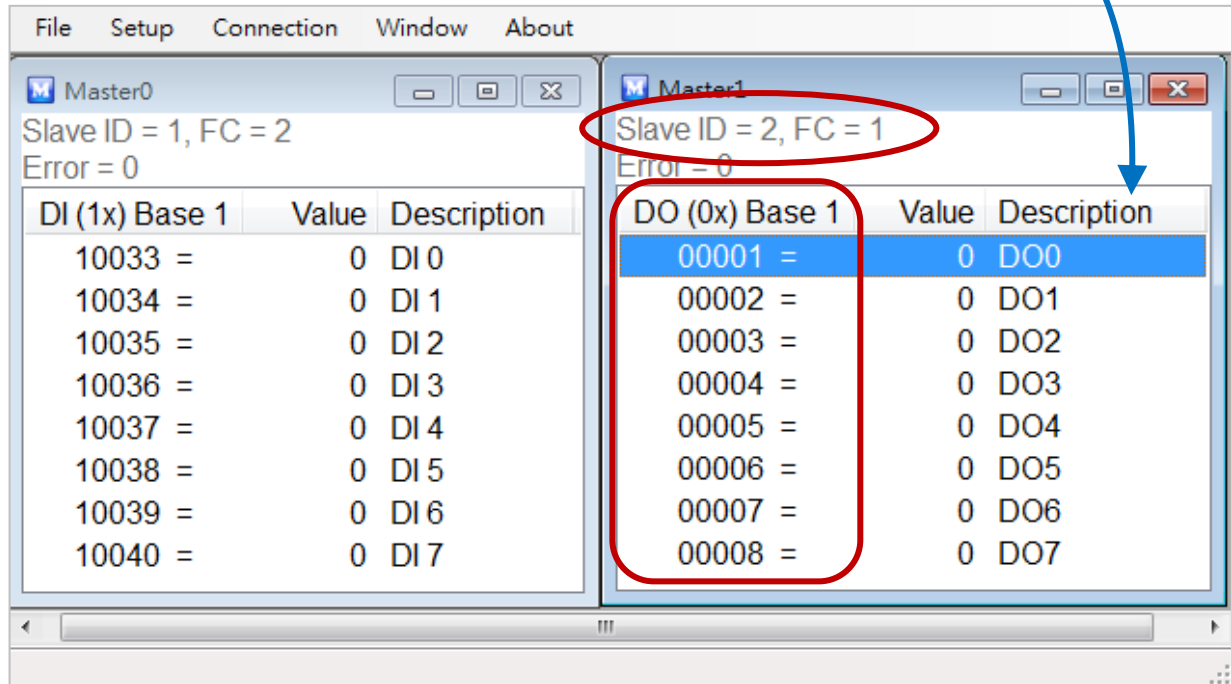 File Setup Connection Window About
Master0
Slave ID = 1, FC = 2
Error = 0
DI (1x) Base 1 Value Description
10033 = 0 DI 0
10034 = 0 DI 1
10035 = 0 DI 2
10036 = 0 DI 3
10037 = 0 DI 4
10038 = 0 DI 5
10039 = 0 DI 6
10040 = 0 DI 7
Master1
Slave ID = 2, FC = 1
Error = 0
DO (0x) Base 1 Value Description
00001 = 0 DO0
00002 = 0 DO1
00003 = 0 DO2
00004 = 0 DO3
00005 = 0 DO4
00006 = 0 DO5
00007 = 0 DO6
00008 = 0 DO7